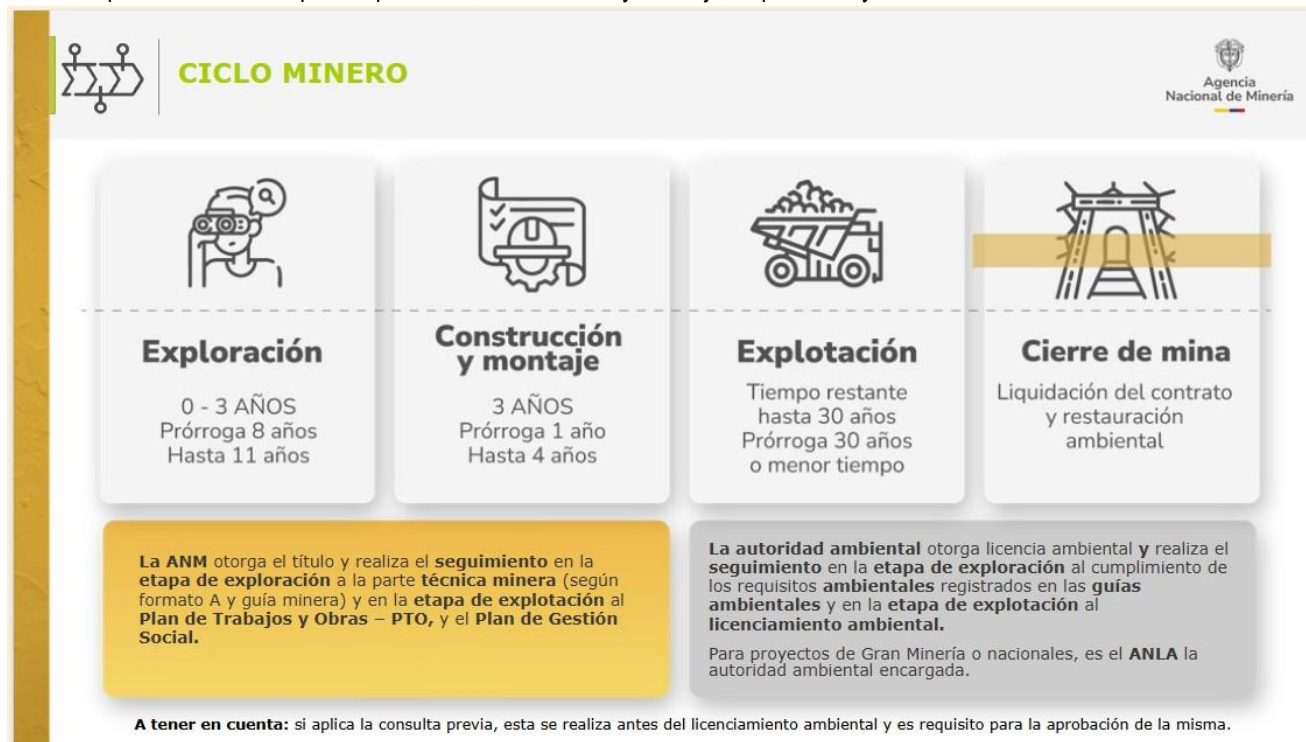 CICLO MINERO
Agencia
Nacional de Minería
Exploración
0 - 3 AÑOS
Prórroga 8 años
Hasta 11 años
Construcción
y montaje
3 AÑOS
Prórroga 1 año
Hasta 4 años
Explotación
Tiempo restante
hasta 30 años
Prórroga 30 años
o menor tiempo
Cierre de mina
Liquidación del contrato
y restauración
ambiental
La ANM otorga el título y realiza el seguimiento en la
etapa de exploración a la parte técnica minera (según
formato A y guía minera) y en la etapa de explotación al
Plan de Trabajos y Obras – PTO, y el Plan de Gestión
Social.
La autoridad ambiental otorga licencia ambiental y realiza el
seguimiento en la etapa de exploración al cumplimiento de
los requisitos ambientales registrados en las guías
ambientales y en la etapa de explotación al
licenciamiento ambiental.
Para proyectos de Gran Minería o nacionales, es el ANLA la
autoridad ambiental encargada.
A tener en cuenta: si aplica la consulta previa, esta se realiza antes del licenciamiento ambiental y es requisito para la aprobación de la misma.